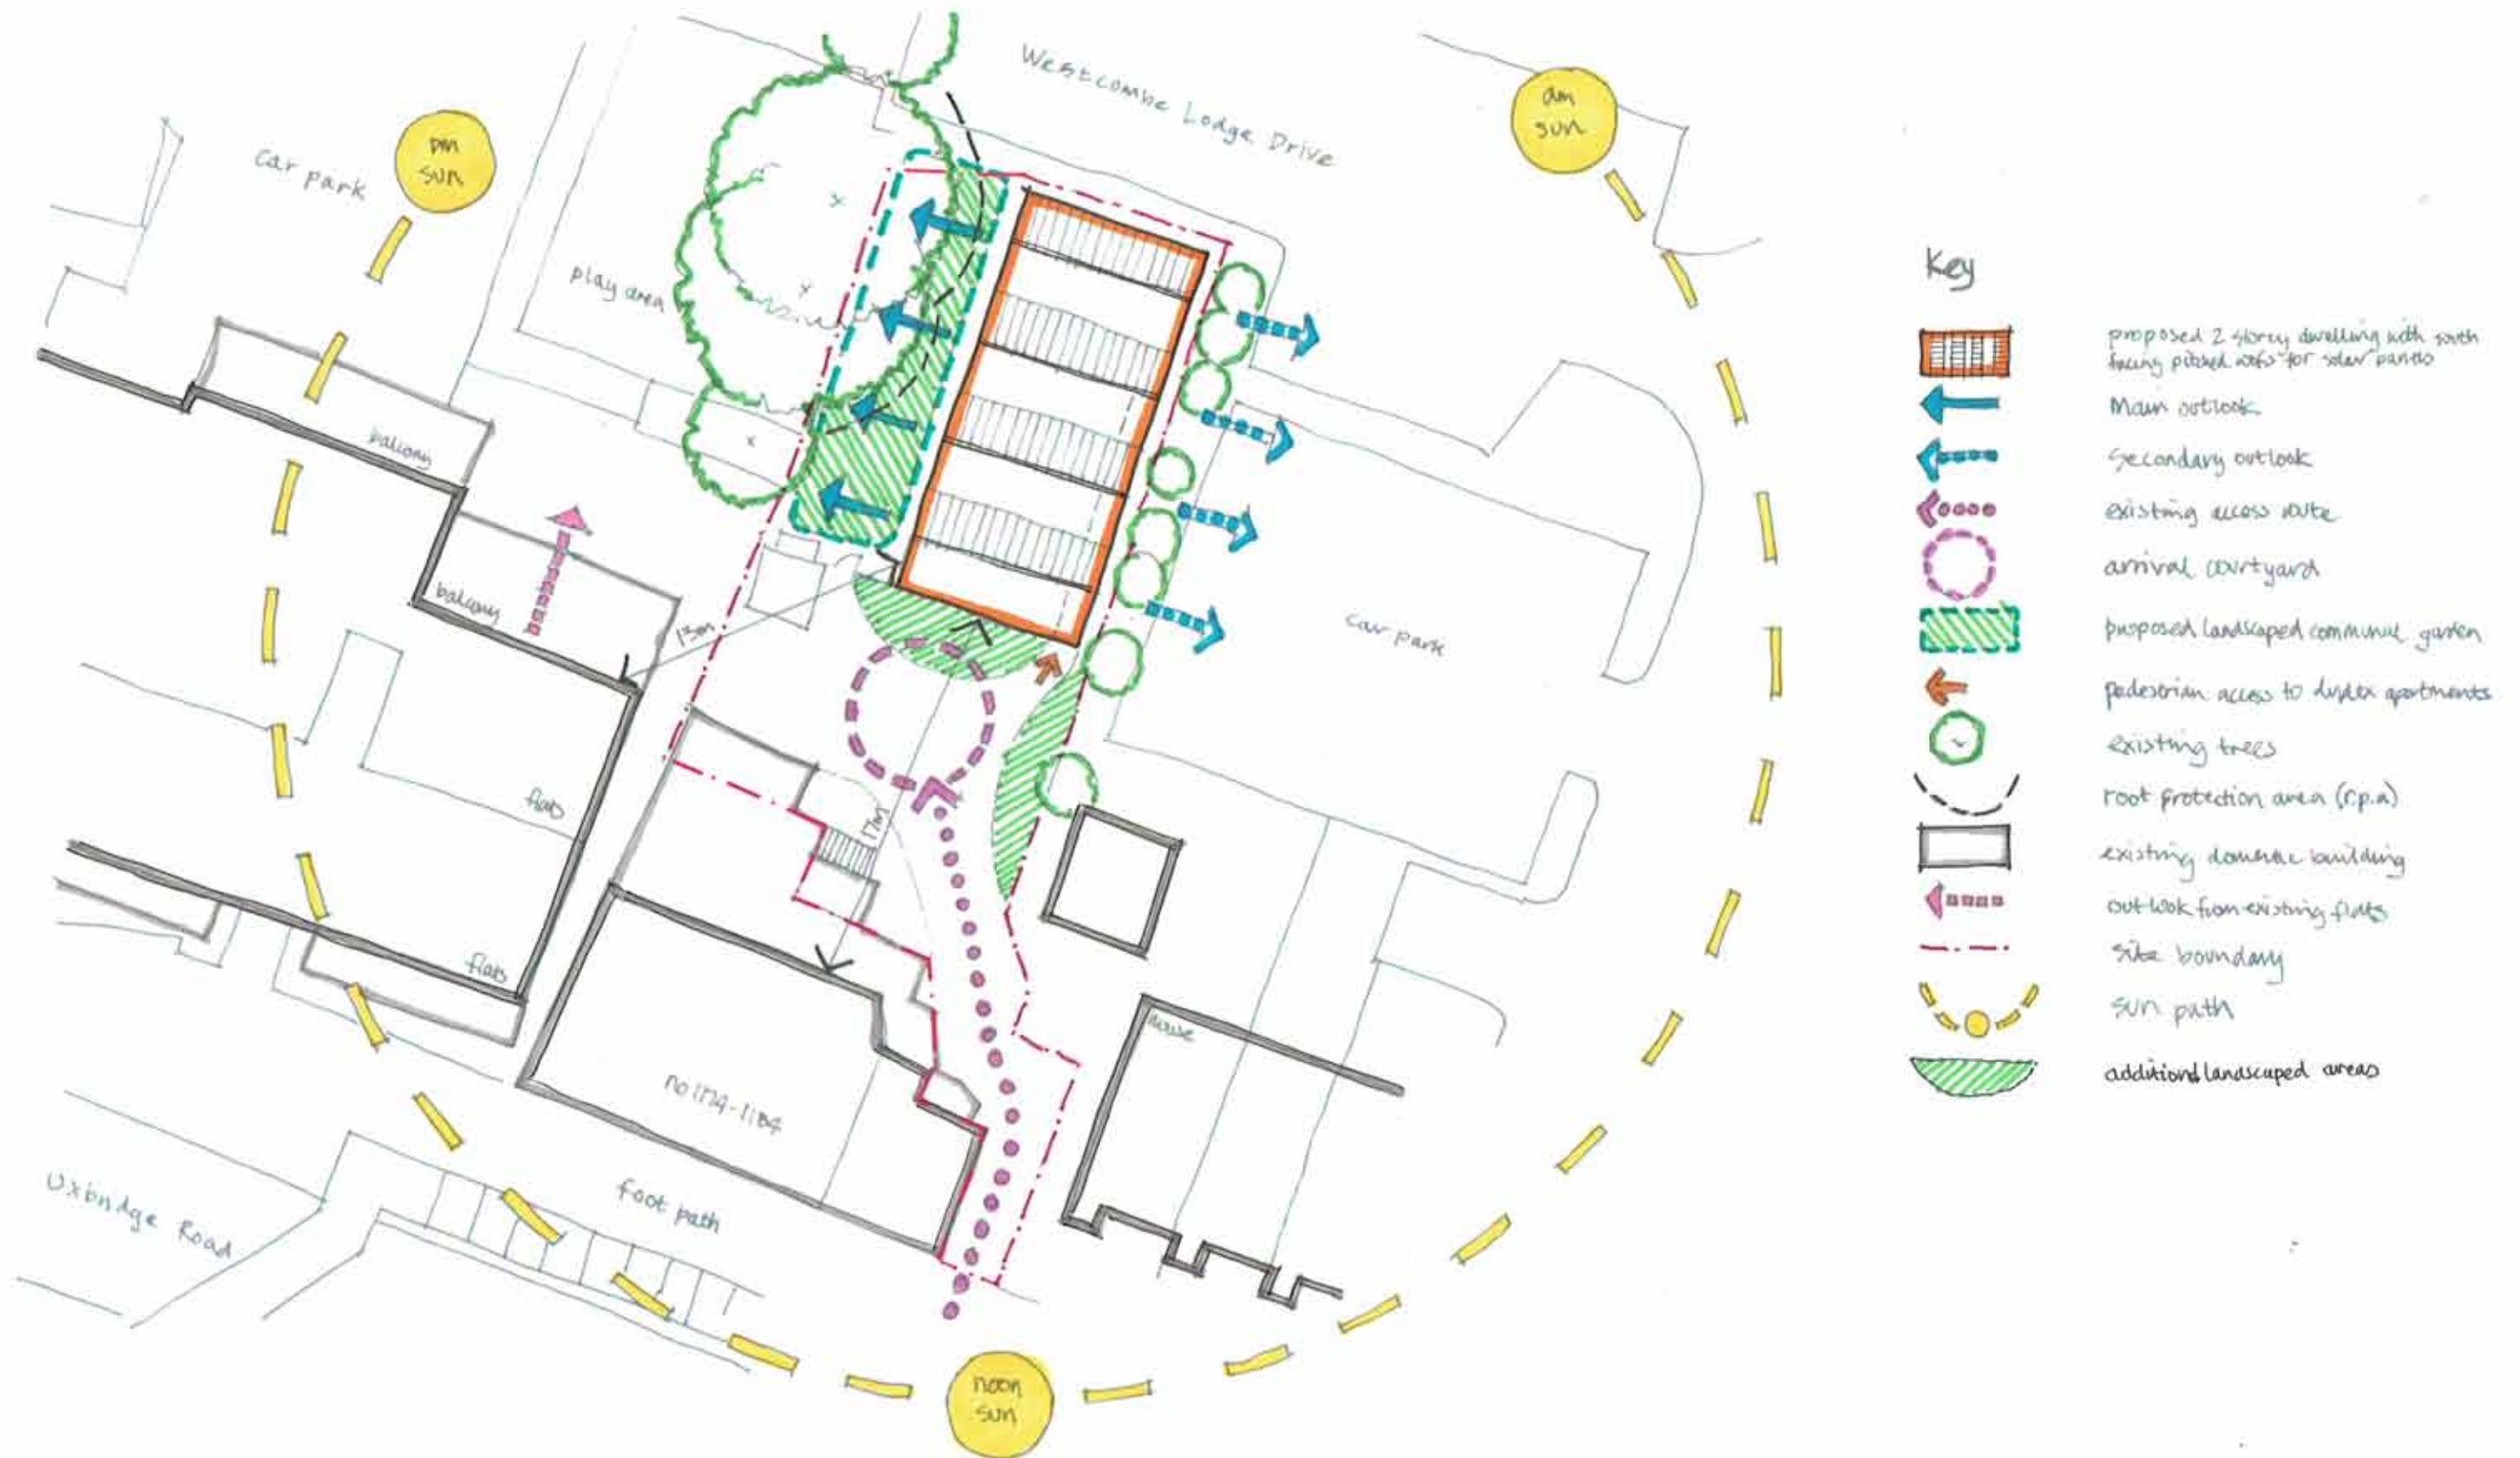 Westcombe Lodge Drive
am
sun
pm
sun
car park
play area
balcony
balcony
13m
car park
flats
17m
flats
house
no 117A-118A
foot path
Uxbridge Road
noon
sun
Key
proposed 2 storey dwelling with south
facing pitched roofs for solar panels
Main outlook
secondary outlook
existing access route
arrival courtyard
proposed landscaped communal garden
pedestrian access to duplex apartments
existing trees
root protection area (r.p.a)
existing domestic building
outlook from existing flats
site boundary
sun path
additional landscaped areas